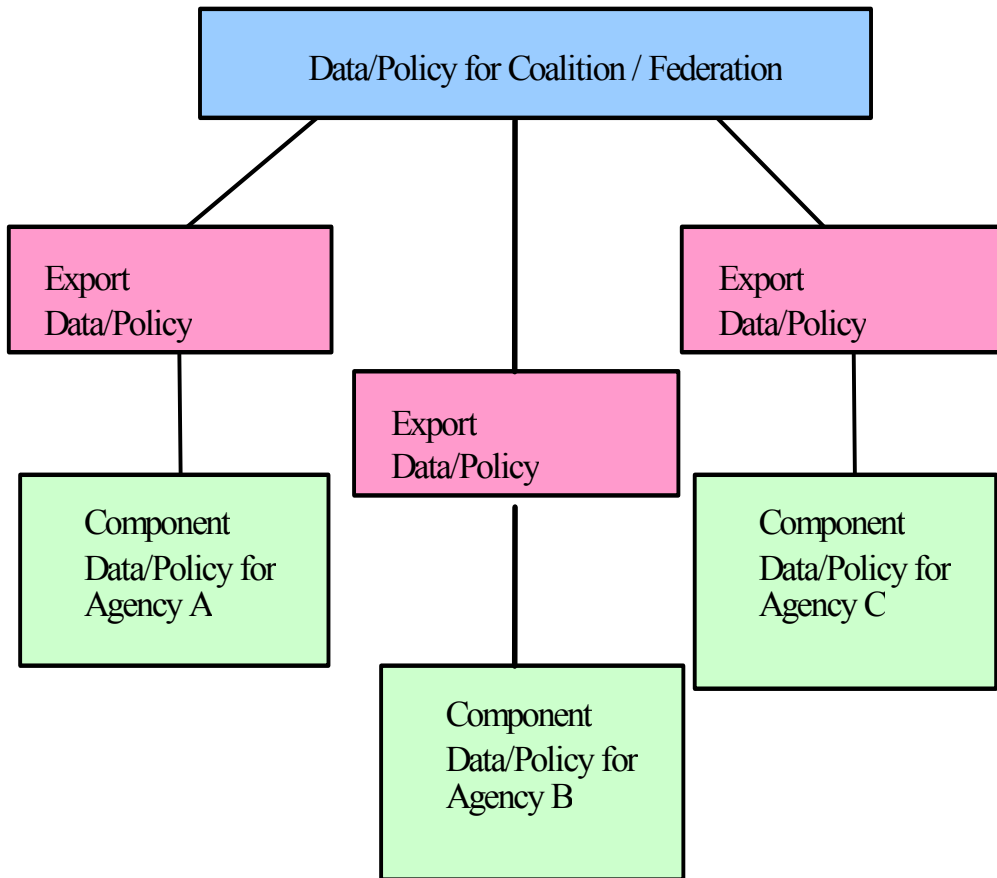 Data/Policy for Coalition / Federation
Export
Data/Policy
Export
Data/Policy
Export
Data/Policy
Component
Data/Policy for
Agency A
Component
Data/Policy for
Agency C
Component
Data/Policy for
Agency B